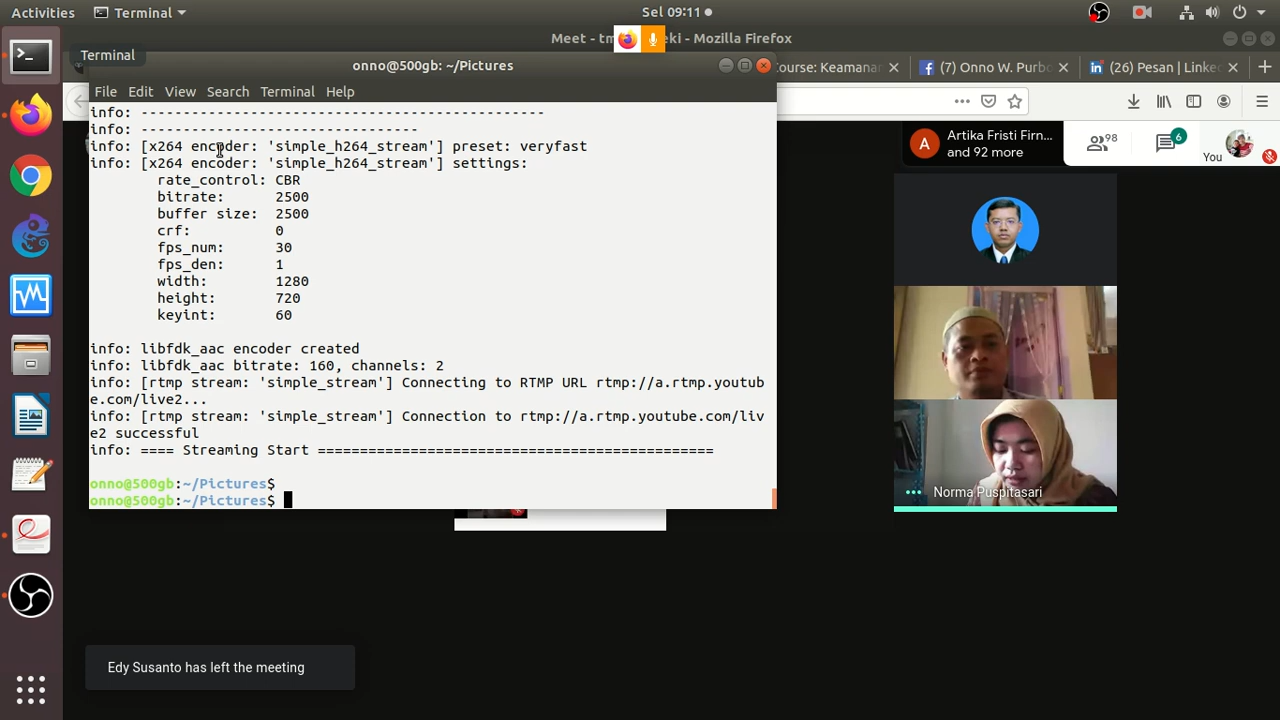 Activities
Terminal
Sel 09:11
Terminal
Meet - tm
eki - Mozilla Firefox
ourse: Keaman
(7) Onno W. Purb
(26) Pesan | Linke
onno@500gb: ~/Pictures
File Edit View Search Terminal Help
info: ------------------------------------------------
info: ---------------------------------
info: [x264 encoder: 'simple_h264_stream'] preset: veryfast
info: [x264 encoder: 'simple_h264_stream'] settings:
rate_control: CBR
bitrate: 2500
buffer size: 2500
crf: 0
fps_num: 30
fps_den: 1
width: 1280
height: 720
keyint: 60
info: libfdk_aac encoder created
info: libfdk_aac bitrate: 160, channels: 2
info: [rtmp stream: 'simple_stream'] Connecting to RTMP URL rtmp://a.rtmp.youtub
e.com/live2...
info: [rtmp stream: 'simple_stream'] Connection to rtmp://a.rtmp.youtube.com/liv
e2 successful
info: ==== Streaming Start ===============================================
onno@500gb:~/Pictures$
onno@500gb:~/Pictures$
A
Artika Fristi Firn...
and 92 more
98
6
You
Norma Puspitasari
Edy Susanto has left the meeting